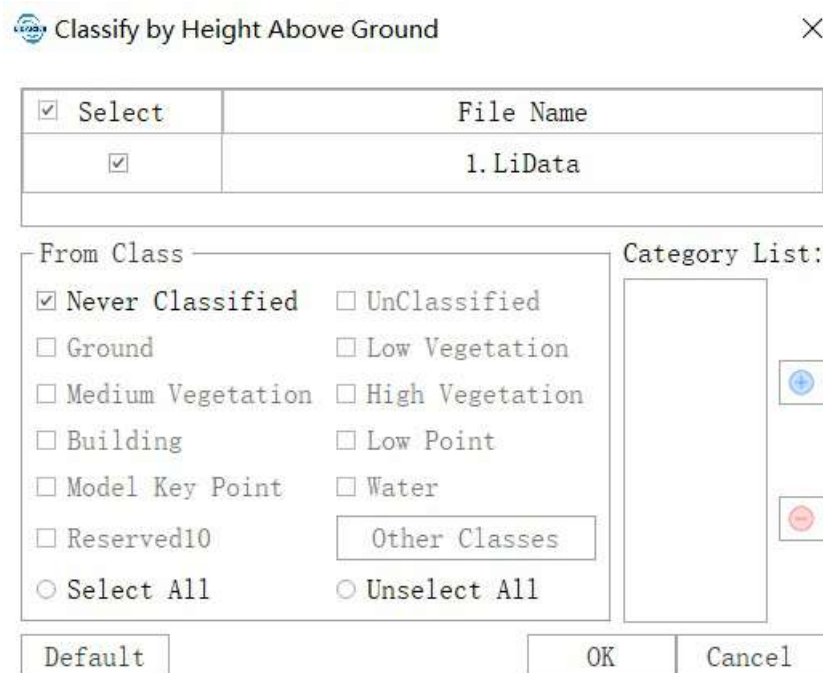 Classify by Height Above Ground
Select File Name
1.LiData
From Class Category List:
Never Classified UnClassified
Ground Low Vegetation
Medium Vegetation High Vegetation
Building Low Point
Model Key Point Water
Reserved10 Other Classes
Select All Unselect All
Default OK Cancel